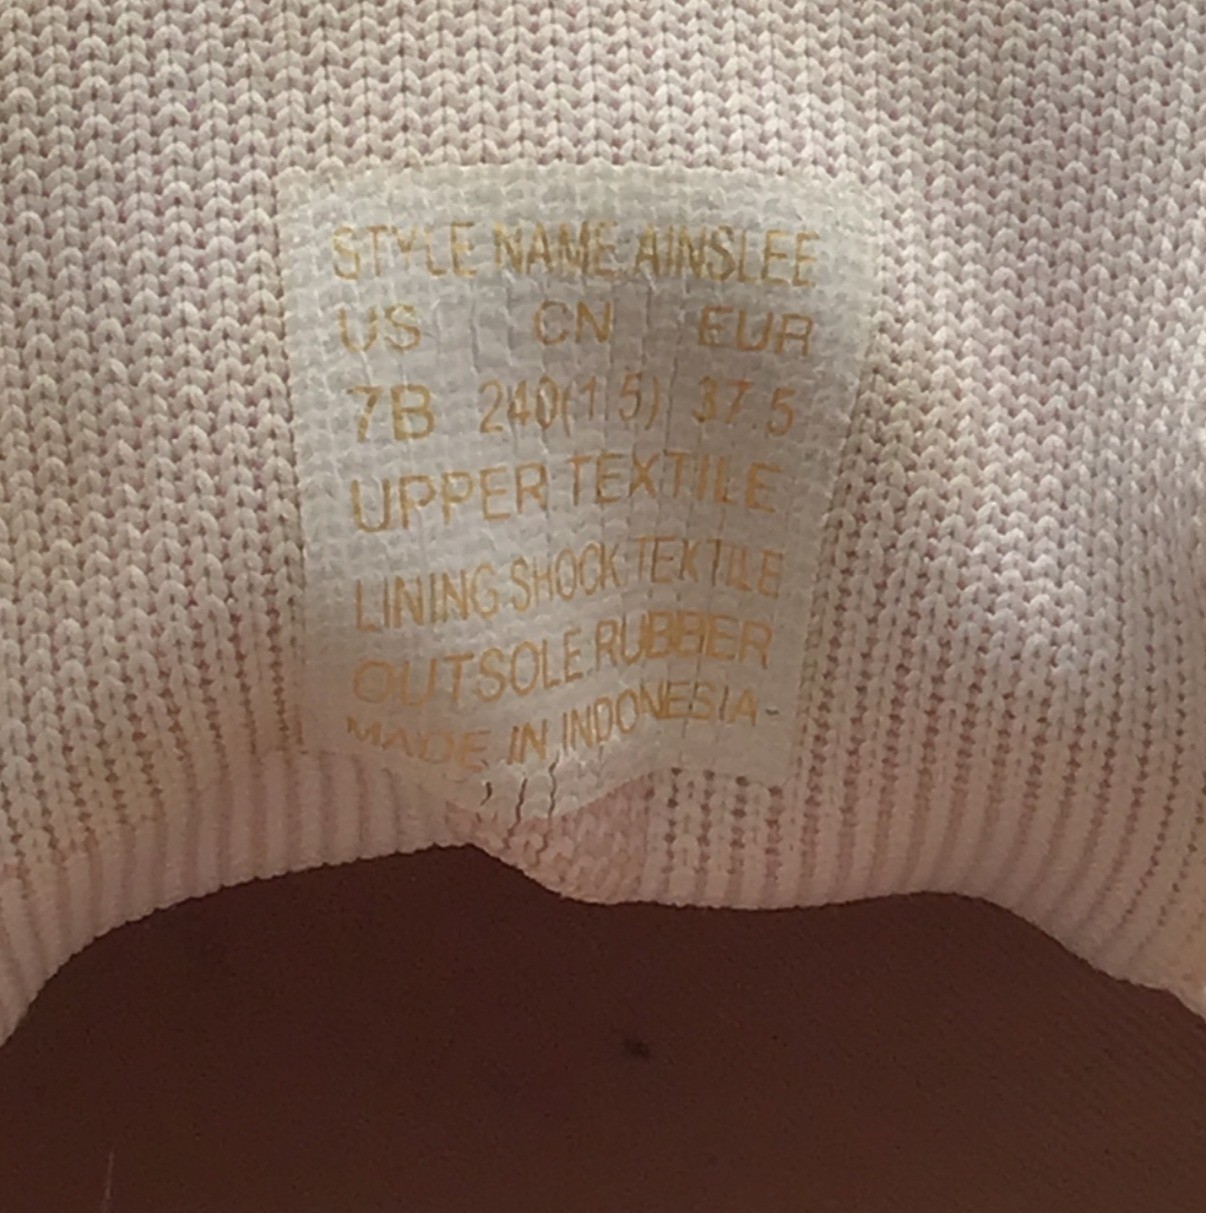 STYLE NAME:AINSLEE
US CN EUR
7B 240(1.5) 37.5
UPPER:TEXTILE
LINING SHOCK:TEXTILE
OUTSOLE:RUBBER
MADE IN INDONESIA-